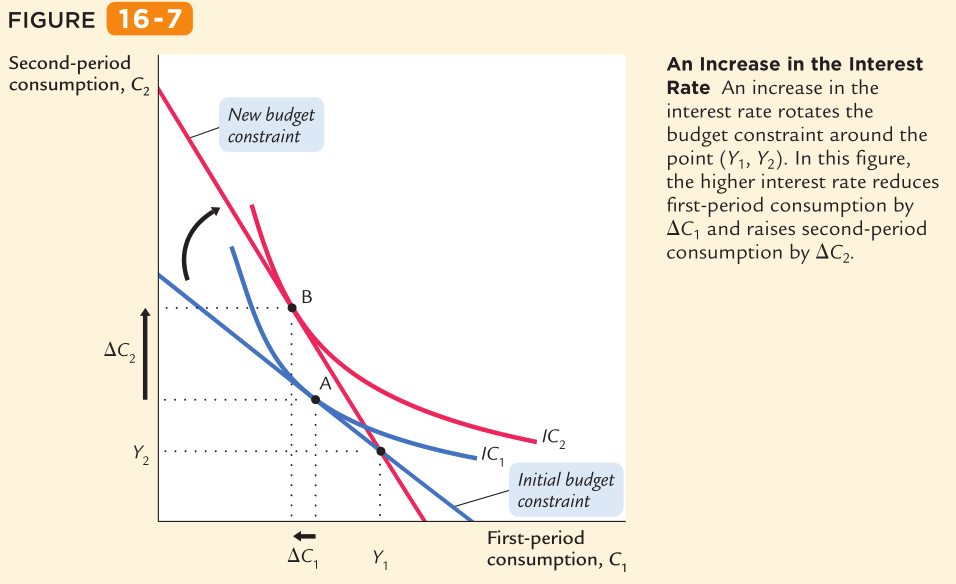 FIGURE 16-7
Second-period
consumption, C₂
New budget
constraint
B
ΔC₂
A
Y₂
IC₂
IC₁
Initial budget
constraint
ΔC₁
Y₁
First-period
consumption, C₁
An Increase in the Interest
Rate An increase in the
interest rate rotates the
budget constraint around the
point (Y₁, Y₂). In this figure,
the higher interest rate reduces
first-period consumption by
ΔC₁ and raises second-period
consumption by ΔC₂.